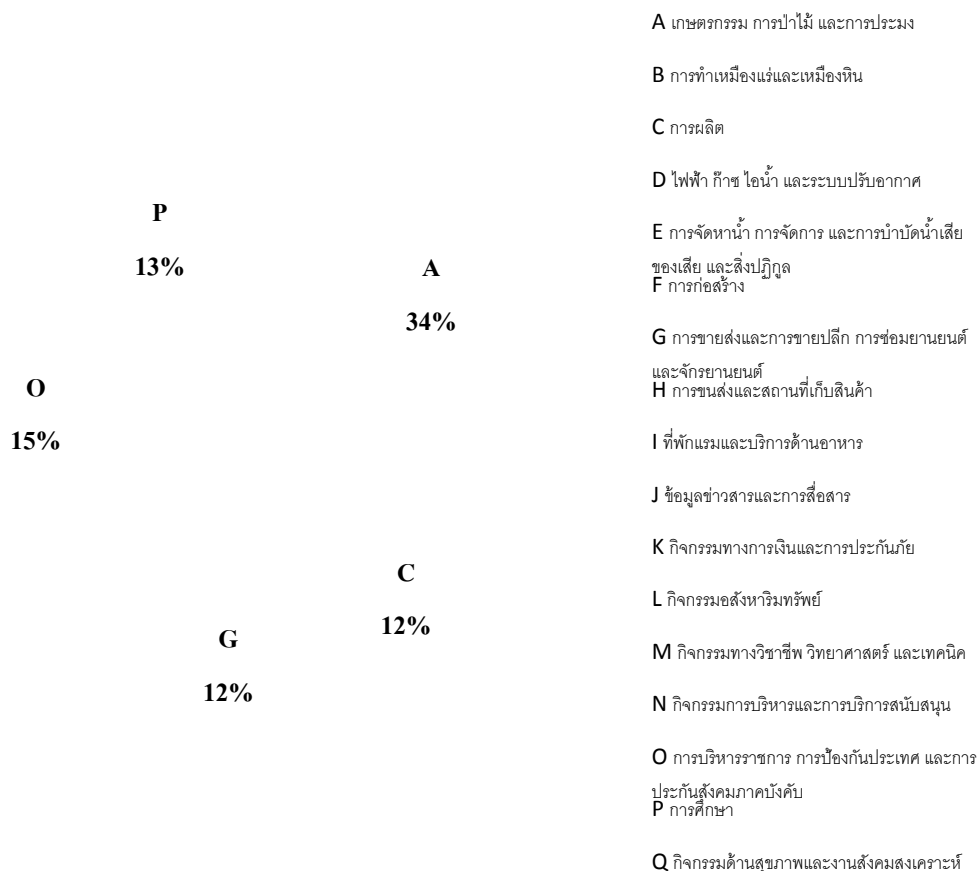 P
13%
A
34%
O
15%
C
12%
G
12%
A เกษตรกรรม การป่าไม้ และการประมง
B การทำเหมืองแร่และเหมืองหิน
C การผลิต
D ไฟฟ้า ก๊าซ ไอน้ำ และระบบปรับอากาศ
E การจัดหาน้ำ การจัดการ และการบำบัดน้ำเสีย
ของเสีย และสิ่งปฏิกูล
F การก่อสร้าง
G การขายส่งและการขายปลีก การซ่อมยานยนต์
และจักรยานยนต์
H การขนส่งและสถานที่เก็บสินค้า
I ที่พักแรมและบริการด้านอาหาร
J ข้อมูลข่าวสารและการสื่อสาร
K กิจกรรมทางการเงินและการประกันภัย
L กิจกรรมอสังหาริมทรัพย์
M กิจกรรมทางวิชาชีพ วิทยาศาสตร์ และเทคนิค
N กิจกรรมการบริหารและการบริการสนับสนุน
O การบริหารราชการ การป้องกันประเทศ และการ
ประกันสังคมภาคบังคับ
P การศึกษา
Q กิจกรรมด้านสุขภาพและงานสังคมสงเคราะห์